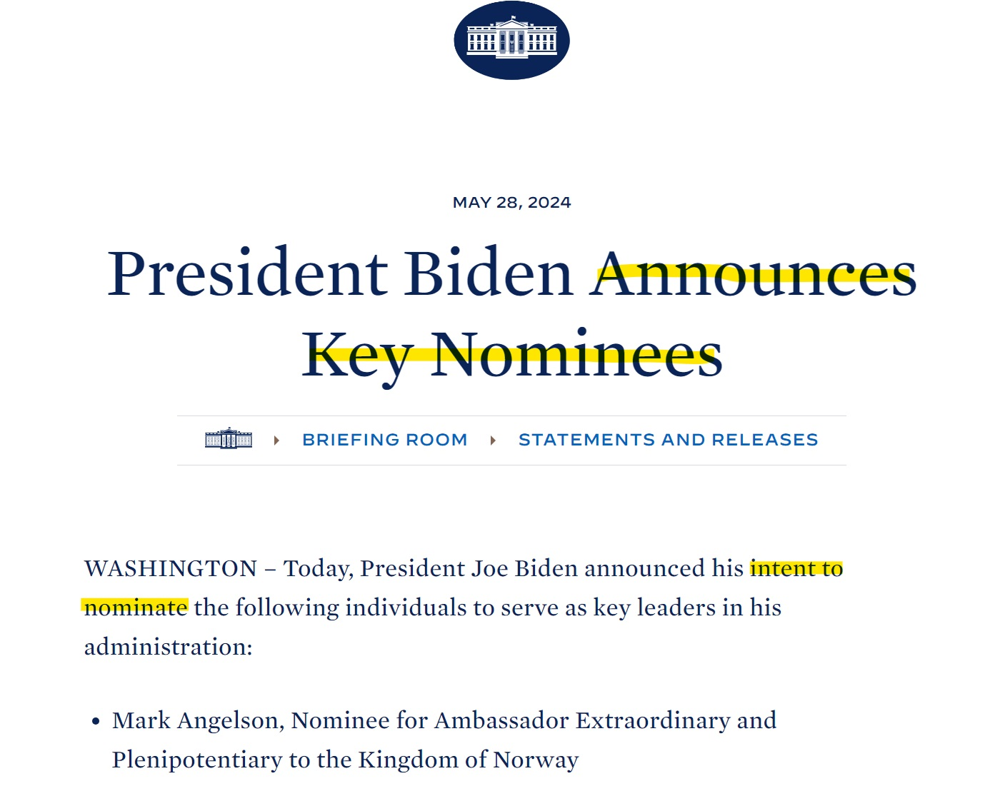 MAY 28, 2024
President Biden Announces
Key Nominees
BRIEFING ROOM STATEMENTS AND RELEASES
WASHINGTON – Today, President Joe Biden announced his intent to
nominate the following individuals to serve as key leaders in his
administration:
• Mark Angelson, Nominee for Ambassador Extraordinary and
Plenipotentiary to the Kingdom of Norway